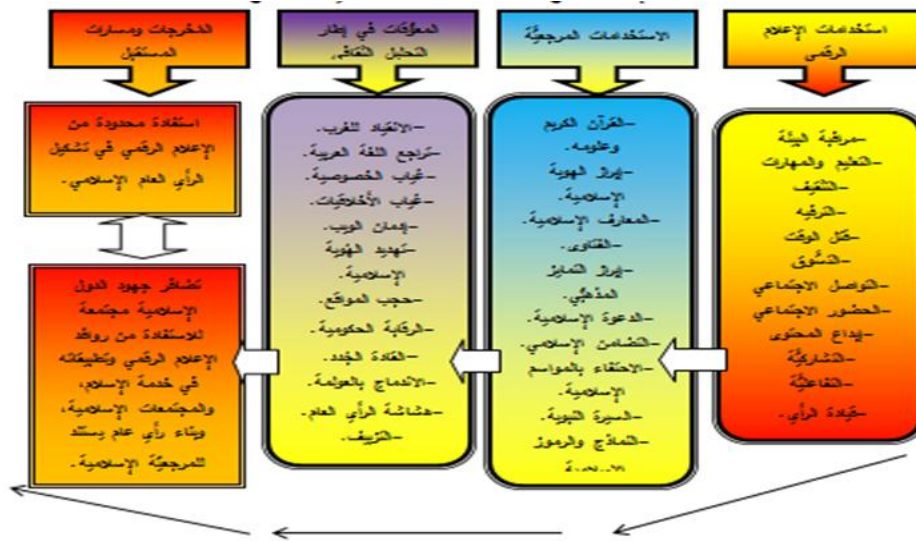 استخدامات الإعلام
الرقمي
مراقبة البيئة
-التعليم والمهارات
-التثقيف
-الترفيه
-قتل الوقت
-التسوق
-التواصل الاجتماعي
-الحضور الاجتماعي
-إبداع المحتوى
-التشاركيَّة
-التفاعليَّة
-قيادة الرأي.
الاستخدامات المرجعيَّة
-القرآن الكريم
وعلومه.
-إبراز الهوية
الإسلامية.
-المعارف الإسلامية.
-الفتاوى.
-إبراز التمايز
المذهبي.
-الدعوة الإسلامية.
-التضامن الإسلامي.
-الاحتفاء بالمواسم
الإسلامية.
-السيرة النبوية.
-النماذج والرموز
المعوِّقات في إطار
التحليل الثقافي
-الانقياد للغرب.
-تراجع اللغة العربية.
-غياب الخصوصية.
-غياب الأخلاقيات.
-إدمان الويب.
-تهديد الهوية
الإسلامية.
-حجب المواقع.
-الرقابة الحكومية.
-القادة الجدد.
-الاندماج بالعولمة.
-هشاشة الرأي العام.
-التزييف.
المخرجات ومسارات
المستقبل
استفادة محدودة من
الإعلام الرقمي في تشكيل
الرأي العام الإسلامي.
تضافر جهود الدول
الإسلامية مجتمعة
للاستفادة من روافد
الإعلام الرقمي وتطبيقاته
في خدمة الإسلام،
والمجتمعات الإسلامية،
وبناء رأي عام يستند
للمرجعيَّة الإسلامية.